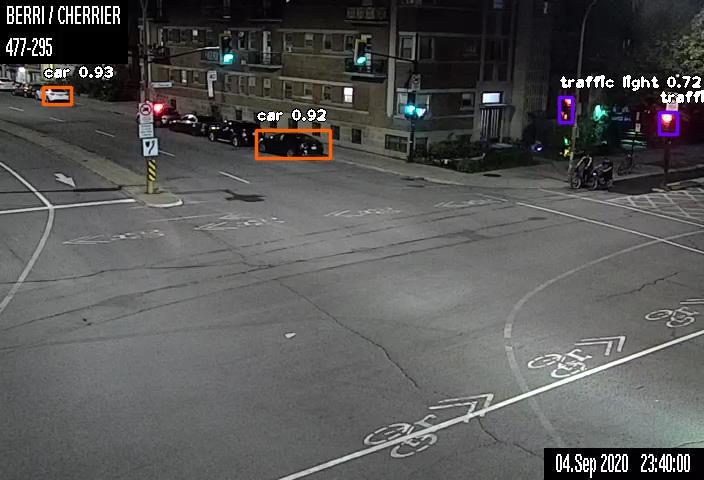 BERRI / CHERRIER
477-295
car 0.93
car 0.92
traffic light 0.72
traffi
04.Sep 2020 23:40:00